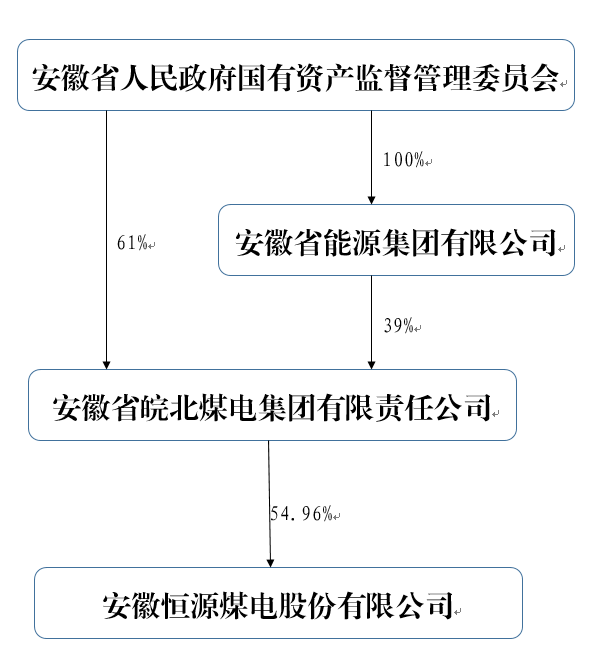 安徽省人民政府国有资产监督管理委员会
100%
61%
安徽省能源集团有限公司
39%
安徽省皖北煤电集团有限责任公司
54.96%
安徽恒源煤电股份有限公司